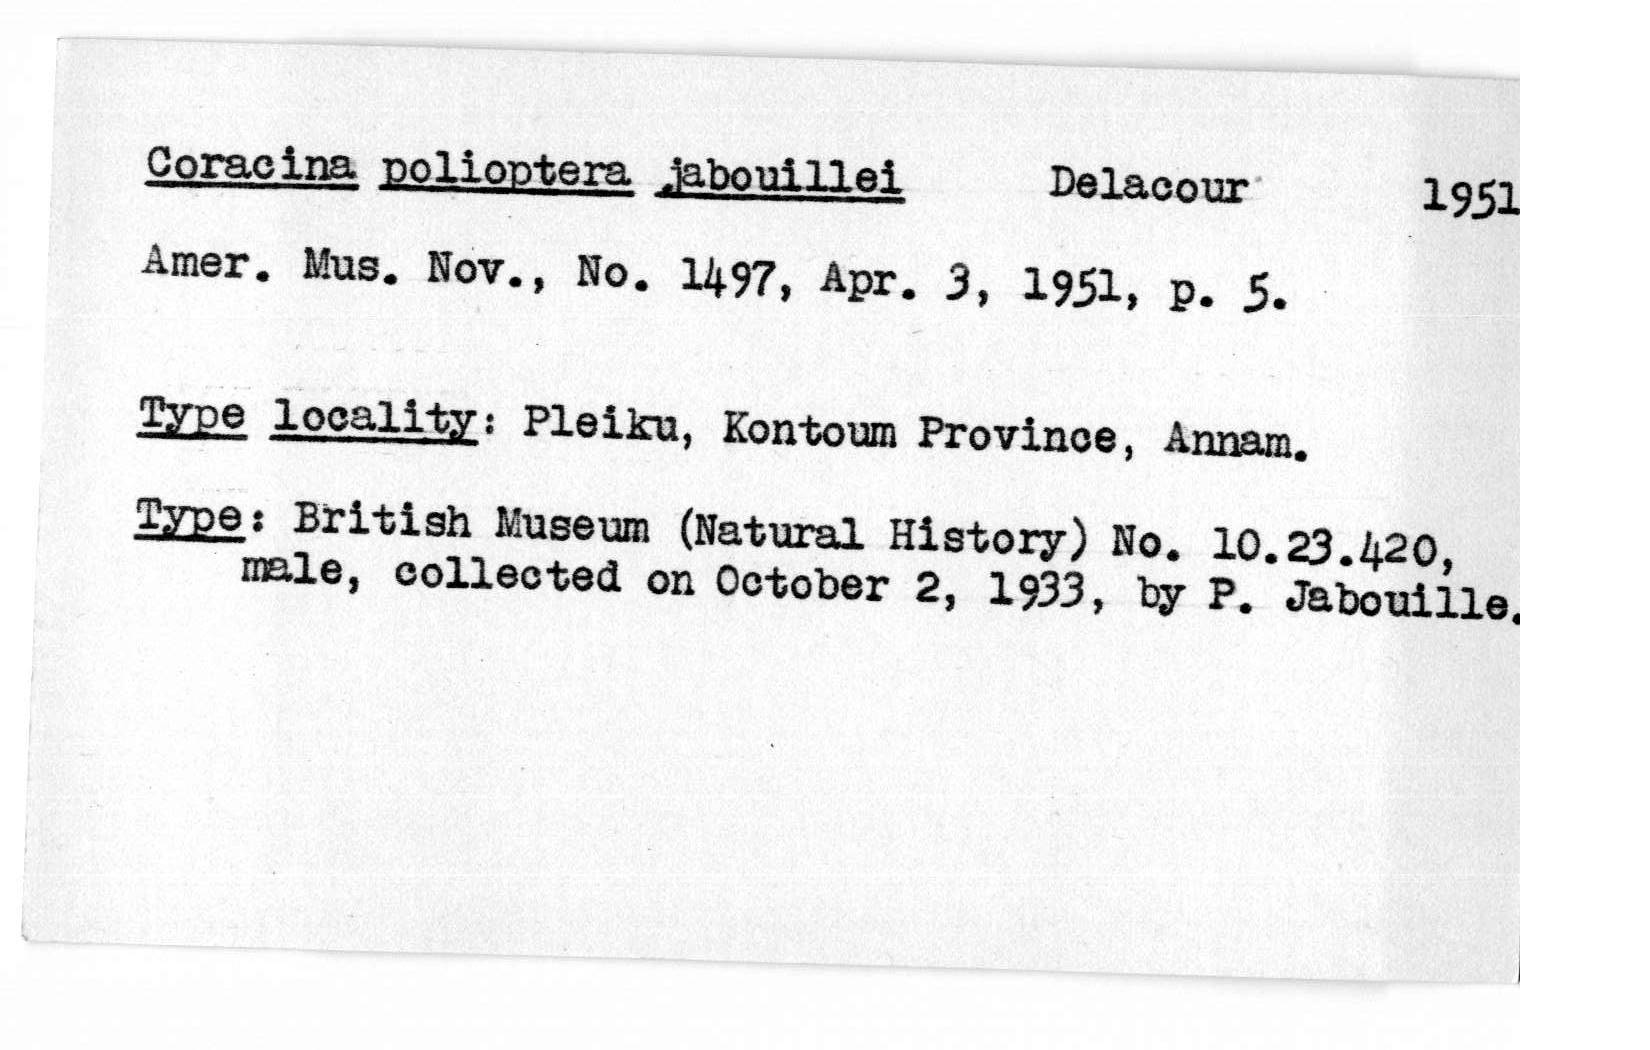 Coracina polioptera jabouillei Delacour 1951
Amer. Mus. Nov., No. 1497, Apr. 3, 1951, p. 5.
Type locality: Pleiku, Kontoum Province, Annam.
Type: British Museum (Natural History) No. 10.23.420,
male, collected on October 2, 1933, by P. Jabouille.